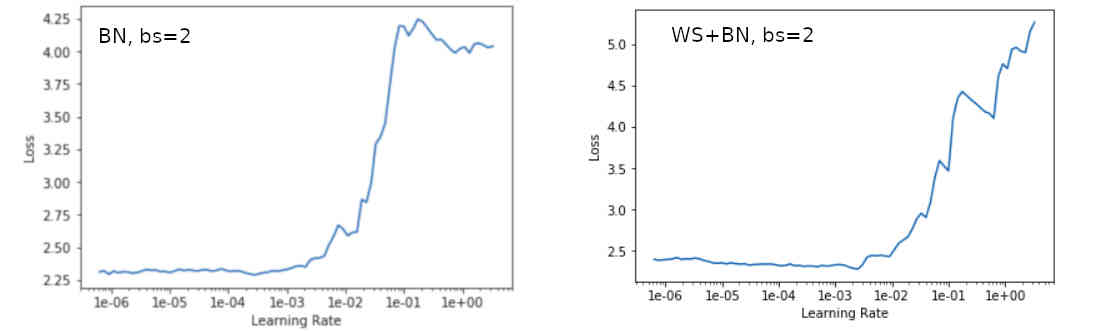 BN, bs=2
4.25
4.00
3.75
3.50
3.25
3.00
2.75
2.50
2.25
Loss
1e-06 1e-05 1e-04 1e-03 1e-02 1e-01 1e+00
Learning Rate
WS+BN, bs=2
5.0
4.5
4.0
3.5
3.0
2.5
Loss
1e-06 1e-05 1e-04 1e-03 1e-02 1e-01 1e+00
Learning Rate